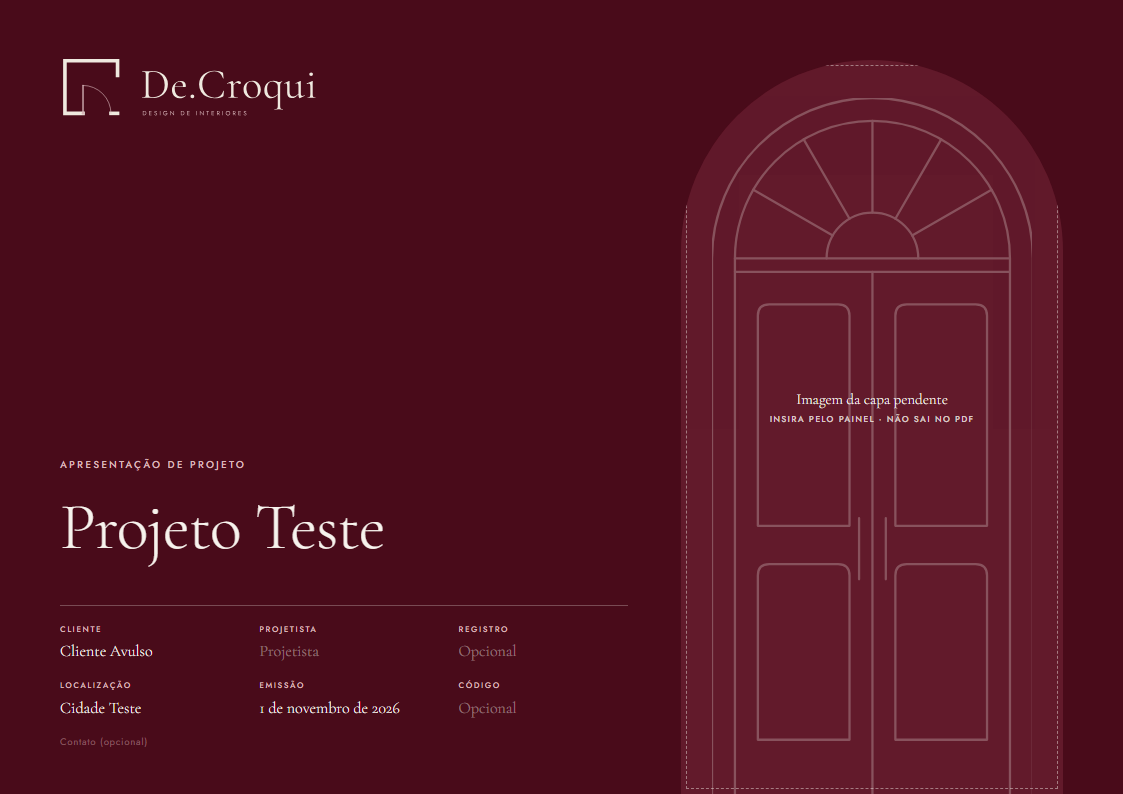 De.Croqui
DESIGN DE INTERIORES
Imagem da capa pendente
INSIRA PELO PAINEL · NÃO SAI NO PDF
APRESENTAÇÃO DE PROJETO
Projeto Teste
CLIENTE PROJETISTA REGISTRO
Cliente Avulso Projetista Opcional
LOCALIZAÇÃO EMISSÃO CÓDIGO
Cidade Teste 1 de novembro de 2026 Opcional
Contato (opcional)